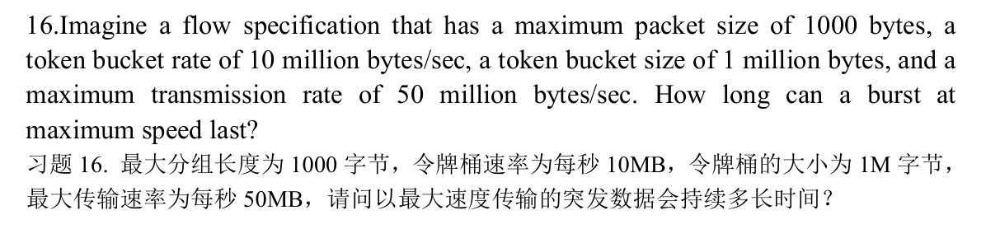 16.Imagine a flow specification that has a maximum packet size of 1000 bytes, a
token bucket rate of 10 million bytes/sec, a token bucket size of 1 million bytes, and a
maximum transmission rate of 50 million bytes/sec. How long can a burst at
maximum speed last?
习题 16. 最大分组长度为 1000 字节，令牌桶速率为每秒 10MB，令牌桶的大小为 1M 字节，
最大传输速率为每秒 50MB，请问以最大速度传输的突发数据会持续多长时间？